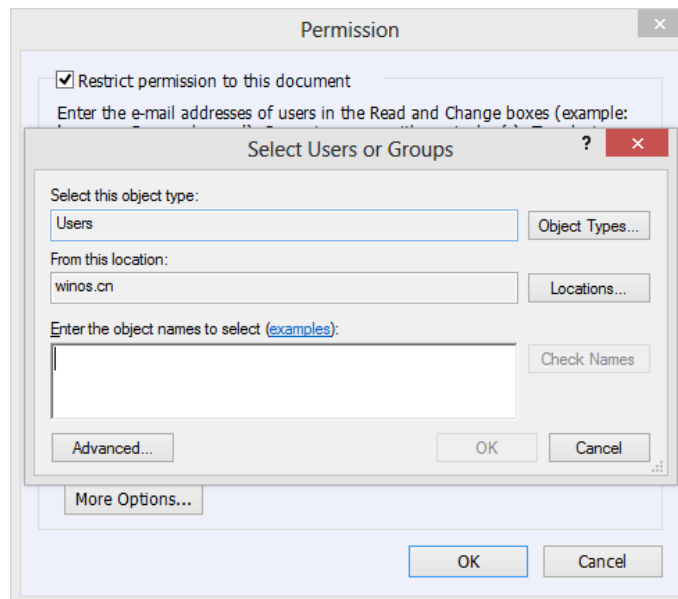 Permission
Restrict permission to this document
Enter the e-mail addresses of users in the Read and Change boxes (example:
Select Users or Groups
?
Select this object type:
Users
Object Types...
From this location:
winos.cn
Locations...
Enter the object names to select (examples):
Check Names
Advanced...
OK
Cancel
More Options...
OK
Cancel